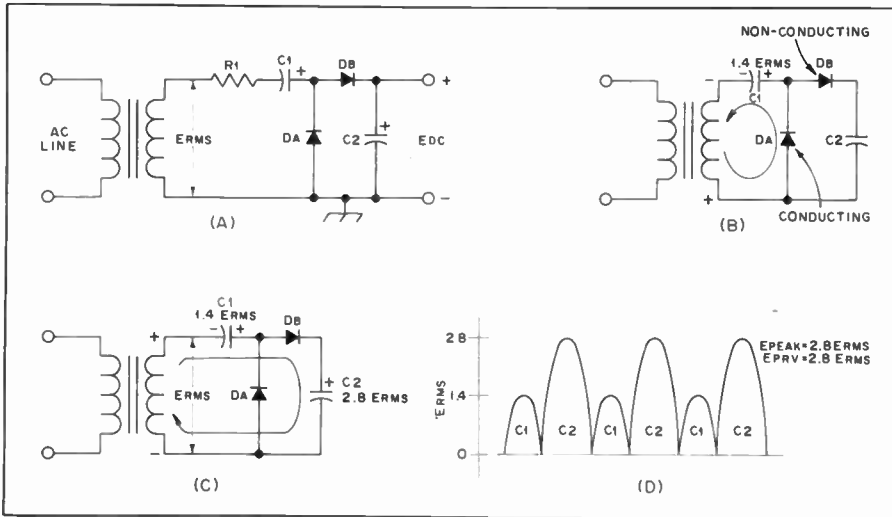 R1
C1
+
DB
+
AC
LINE
ERMS
DA
C2
+
EDC
-
(A)
NON-CONDUCTING
1.4 ERMS
DB
-
- +
C1
DA
C2
+
CONDUCTING
(B)
C1
1.4 ERMS
- +
DB
+
ERMS
DA
+ C2
2.8 ERMS
-
(C)
2.8
EPEAK=2.8ERMS
EPRV=2.8 ERMS
ERMS
1.4
C1 C2 C1 C2 C1 C2
0
(D)